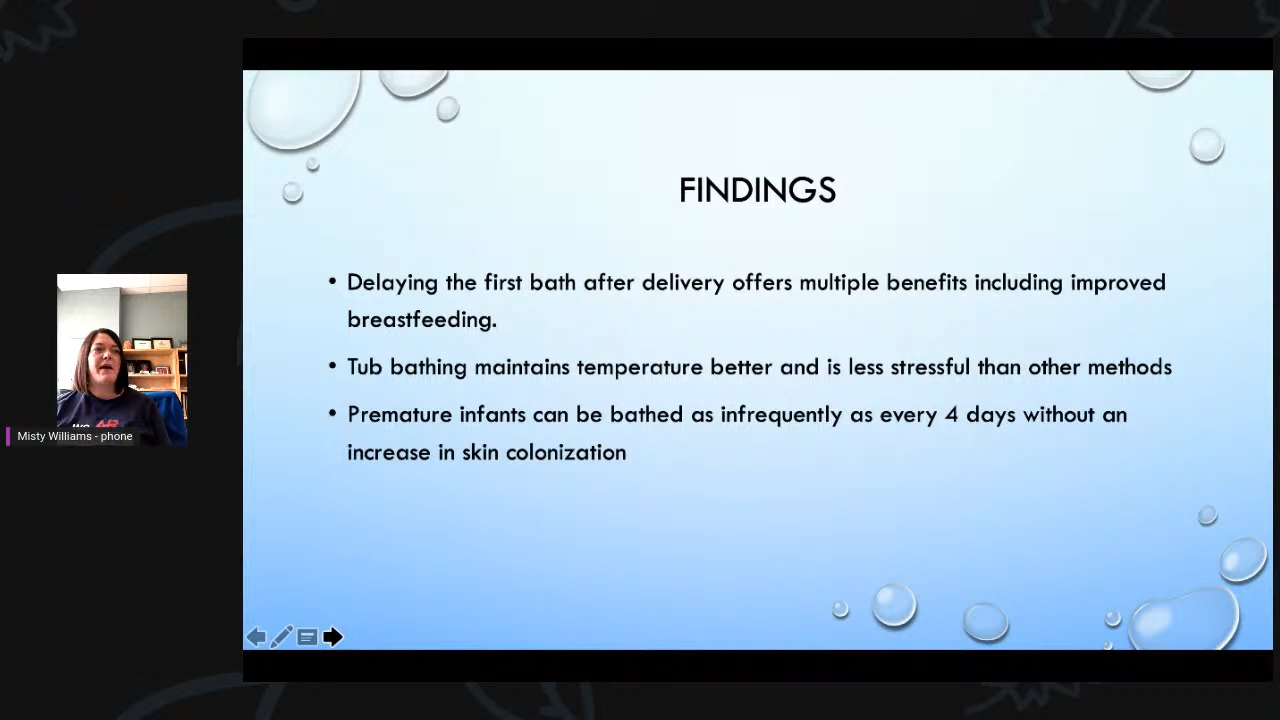 FINDINGS
• Delaying the first bath after delivery offers multiple benefits including improved
breastfeeding.
• Tub bathing maintains temperature better and is less stressful than other methods
• Premature infants can be bathed as infrequently as every 4 days without an
increase in skin colonization
Misty Williams - phone